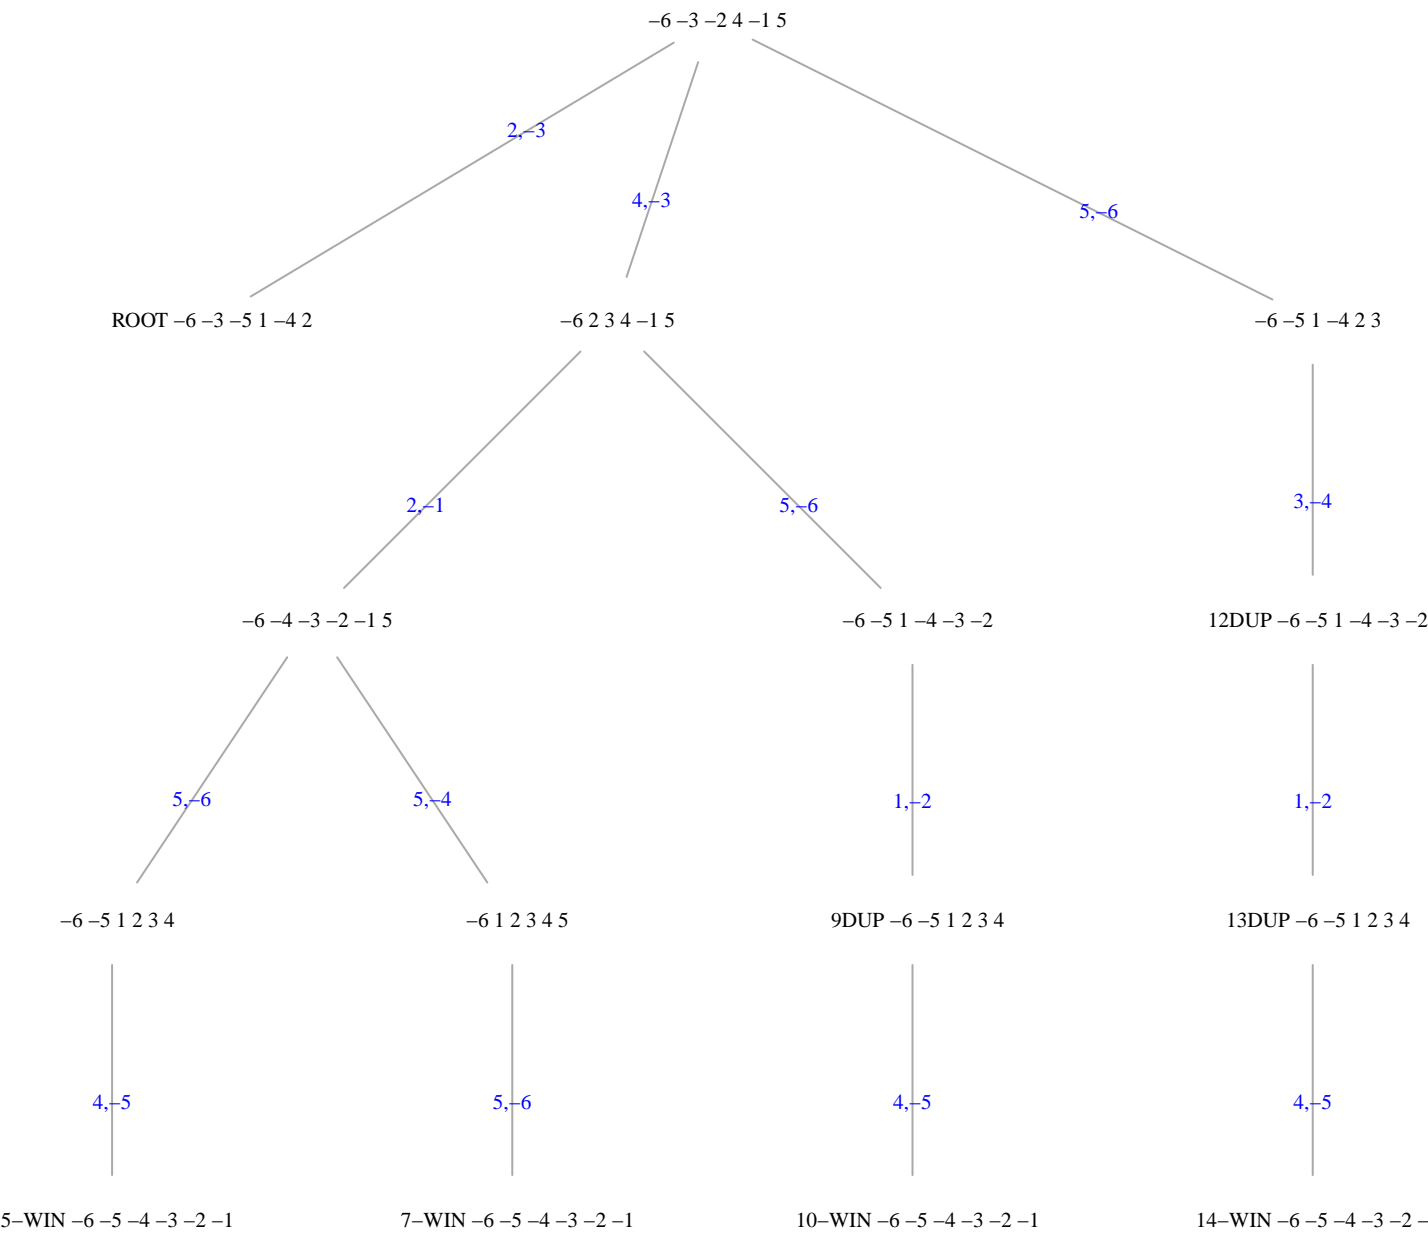 –6 –3 –2 4 –1 5
2,–3
4,–3
5,–6
ROOT –6 –3 –5 1 –4 2
–6 2 3 4 –1 5
–6 –5 1 –4 2 3
2,–1
5,–6
3,–4
–6 –4 –3 –2 –1 5
–6 –5 1 –4 –3 –2
12DUP –6 –5 1 –4 –3 –2
5,–6
5,–4
1,–2
1,–2
–6 –5 1 2 3 4
–6 1 2 3 4 5
9DUP –6 –5 1 2 3 4
13DUP –6 –5 1 2 3 4
4,–5
5,–6
4,–5
4,–5
5–WIN –6 –5 –4 –3 –2 –1
7–WIN –6 –5 –4 –3 –2 –1
10–WIN –6 –5 –4 –3 –2 –1
14–WIN –6 –5 –4 –3 –2 –